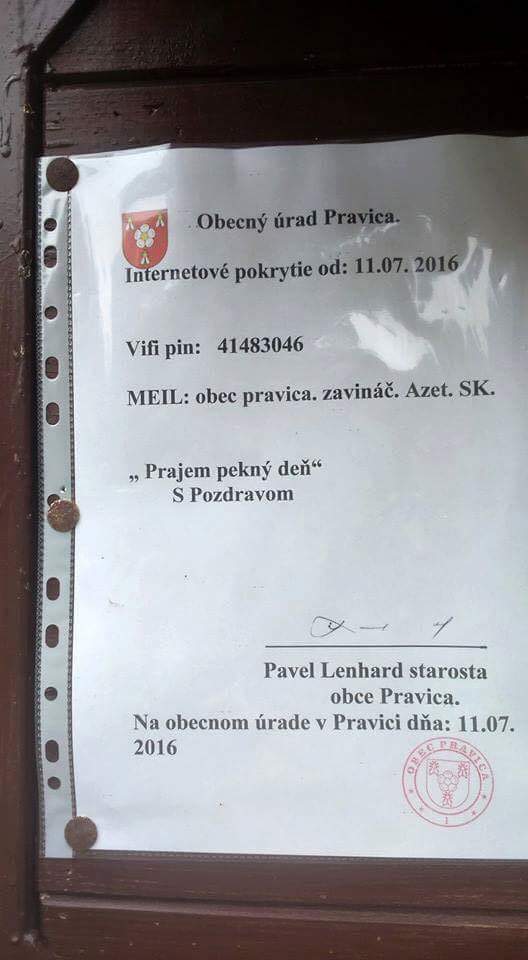 Obecný úrad Pravica.
Internetové pokrytie od: 11.07. 2016
Vifi pin: 41483046
MEIL: obec pravica. zavináč. Azet. SK.
„ Prajem pekný deň“
S Pozdravom
Pavel Lenhard starosta
obce Pravica.
Na obecnom úrade v Pravici dňa: 11.07.
2016
OBEC PRAVICA
1